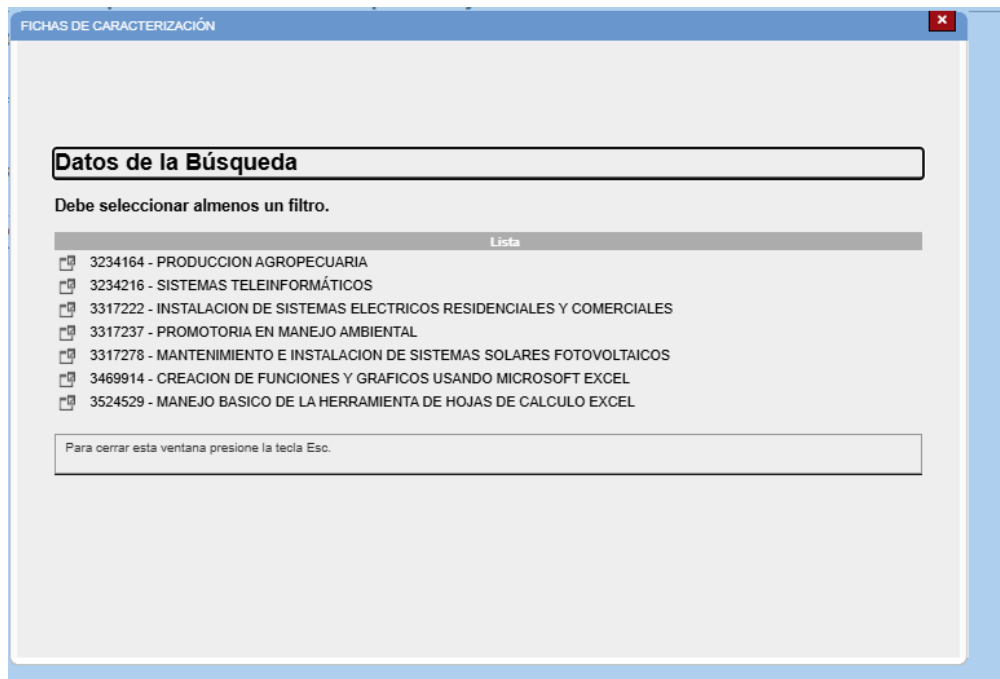 FICHAS DE CARACTERIZACIÓN
Datos de la Búsqueda
Debe seleccionar almenos un filtro.
Lista
3234164 - PRODUCCION AGROPECUARIA
3234216 - SISTEMAS TELEINFORMÁTICOS
3317222 - INSTALACION DE SISTEMAS ELECTRICOS RESIDENCIALES Y COMERCIALES
3317237 - PROMOTORIA EN MANEJO AMBIENTAL
3317278 - MANTENIMIENTO E INSTALACION DE SISTEMAS SOLARES FOTOVOLTAICOS
3469914 - CREACION DE FUNCIONES Y GRAFICOS USANDO MICROSOFT EXCEL
3524529 - MANEJO BASICO DE LA HERRAMIENTA DE HOJAS DE CALCULO EXCEL
Para cerrar esta ventana presione la tecla Esc.